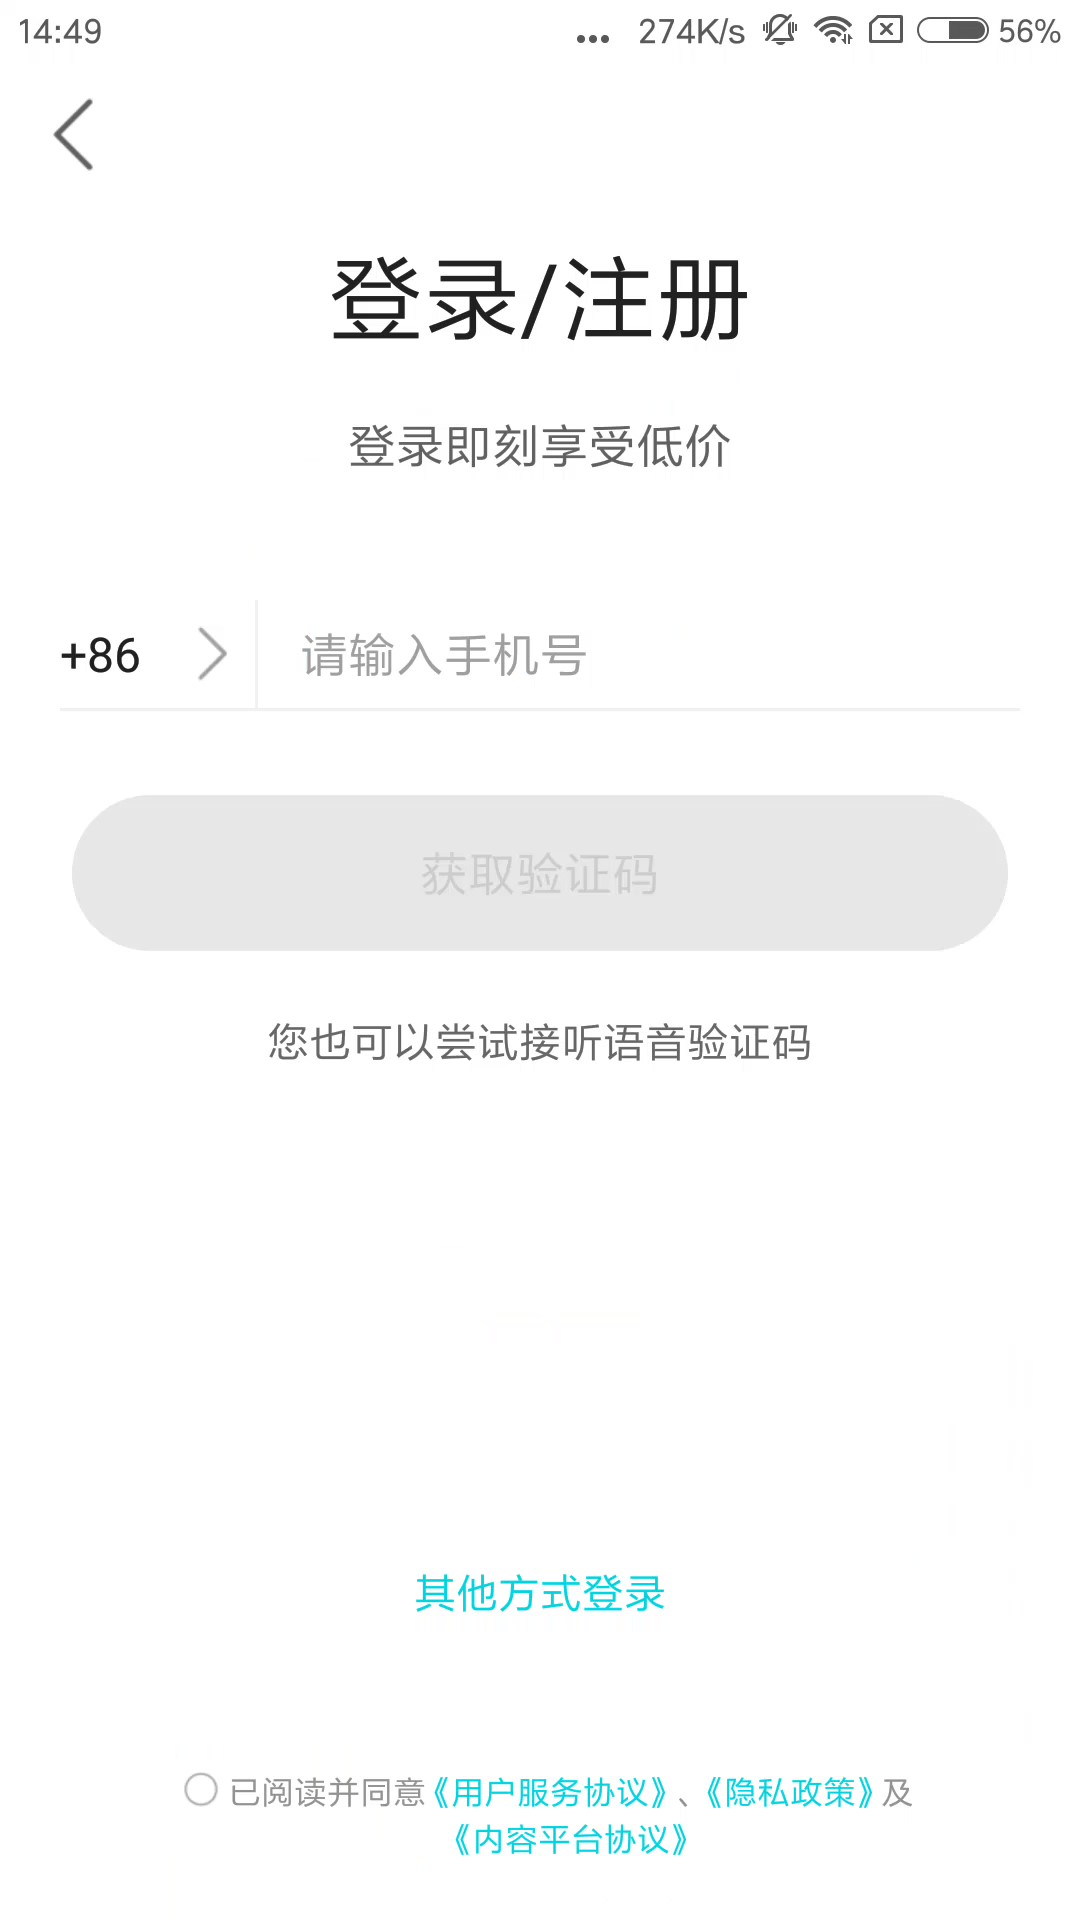 14:49 ... 274K/s 56%
登录/注册
登录即刻享受低价
+86 请输入手机号
获取验证码
您也可以尝试接听语音验证码
其他方式登录
已阅读并同意《用户服务协议》、《隐私政策》及
《内容平台协议》